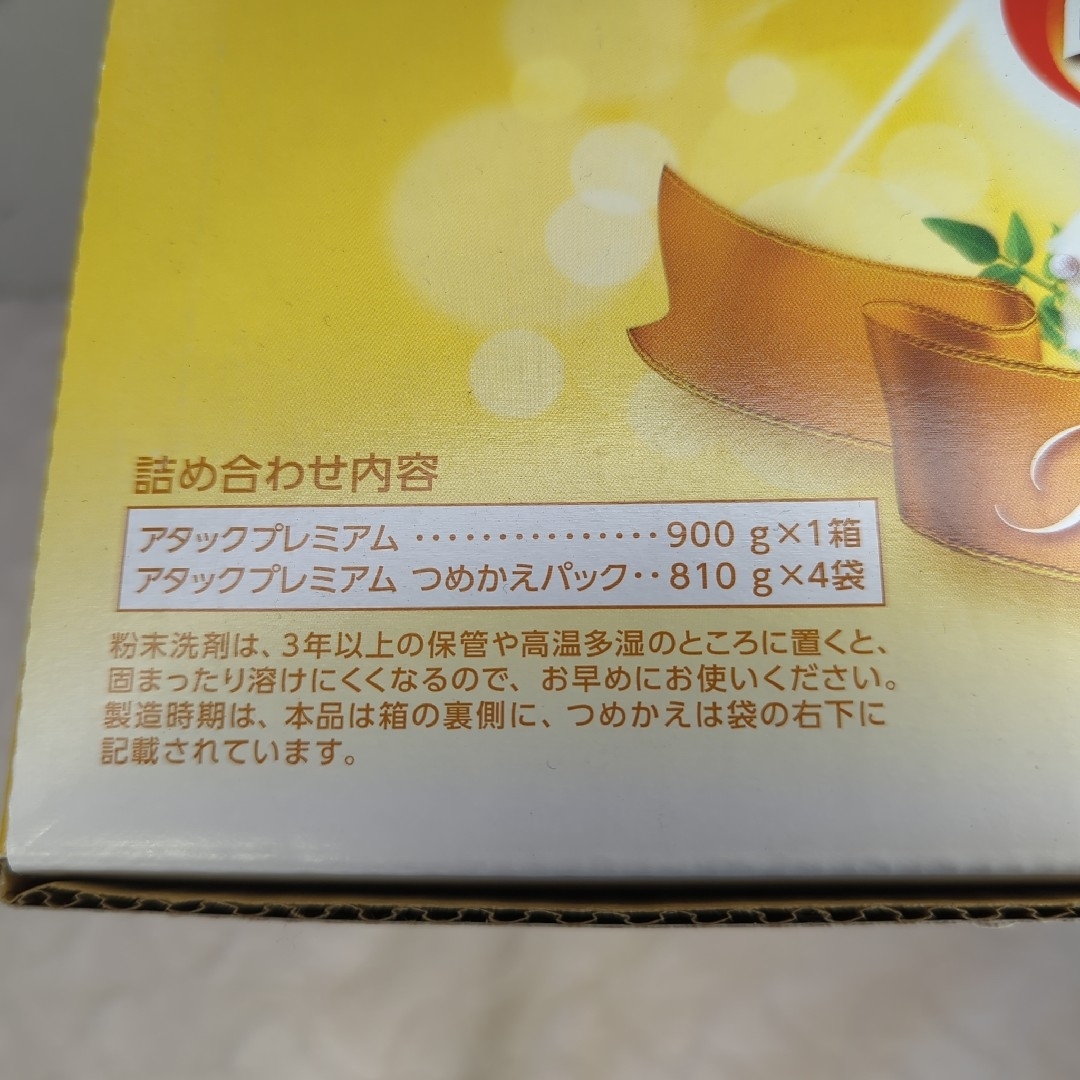 詰め合わせ内容
アタックプレミアム ················ 900 g×1箱
アタックプレミアム つめかえパック·· 810 g×4袋
粉末洗剤は、3年以上の保管や高温多湿のところに置くと、
固まったり溶けにくくなるので、お早めにお使いください。
製造時期は、本品は箱の裏側に、つめかえは袋の右下に
記載されています。